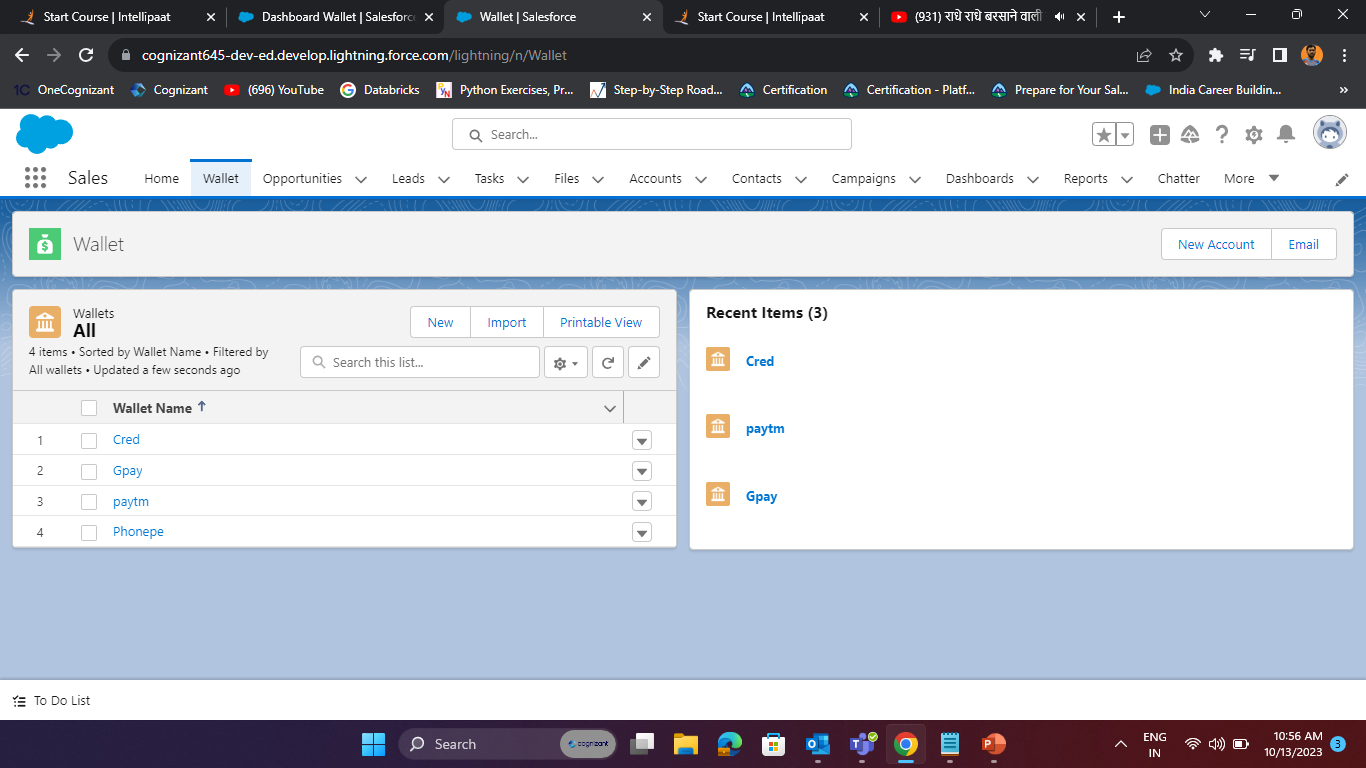 Start Course | Intellipaat
Dashboard Wallet | Salesforc
Wallet | Salesforce
Start Course | Intellipaat
(931) राधे राधे बरसाने वाली
cognizant645-dev-ed.develop.lightning.force.com/lightning/n/Wallet
1C OneCognizant
Cognizant
(696) YouTube
Databricks
Python Exercises, Pr...
Step-by-Step Road...
Certification
Certification - Platf...
Prepare for Your Sal...
India Career Buildin...
»
Search...
Sales
Home
Wallet
Opportunities
Leads
Tasks
Files
Accounts
Contacts
Campaigns
Dashboards
Reports
Chatter
More
Wallet
New Account
Email
Wallets
All
New
Import
Printable View
4 items • Sorted by Wallet Name • Filtered by
All wallets • Updated a few seconds ago
Search this list...
Wallet Name ↑
1 Cred
2 Gpay
3 paytm
4 Phonepe
Recent Items (3)
Cred
paytm
Gpay
To Do List
Search
cognizant
ENG
IN
10:56 AM
10/13/2023
3